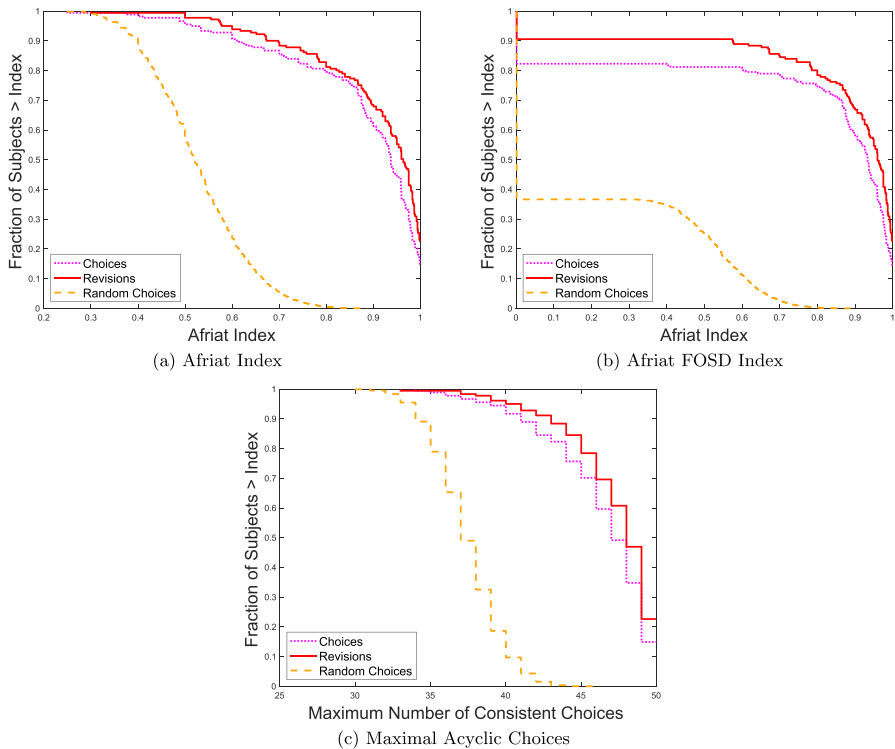 Fraction of Subjects > Index
1
0.9
0.8
0.7
0.6
0.5
0.4
0.3
0.2
0.1
0
Choices
Revisions
Random Choices
0.2 0.3 0.4 0.5 0.6 0.7 0.8 0.9 1
Afriat Index
(a) Afriat Index
Fraction of Subjects > Index
1
0.9
0.8
0.7
0.6
0.5
0.4
0.3
0.2
0.1
0
Choices
Revisions
Random Choices
0 0.1 0.2 0.3 0.4 0.5 0.6 0.7 0.8 0.9 1
Afriat Index
(b) Afriat FOSD Index
Fraction of Subjects > Index
1
0.9
0.8
0.7
0.6
0.5
0.4
0.3
0.2
0.1
0
Choices
Revisions
Random Choices
25 30 35 40 45 50
Maximum Number of Consistent Choices
(c) Maximal Acyclic Choices